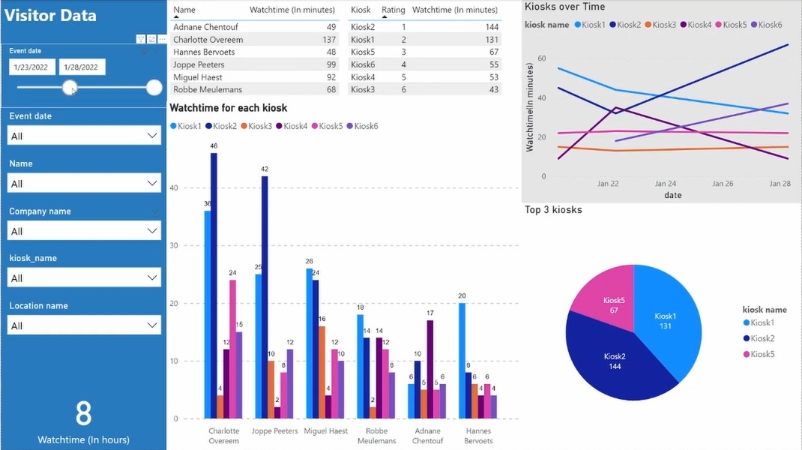 Visitor Data
Event date
1/23/2022 1/28/2022
Event date
All
Name
All
Company name
All
kiosk_name
All
Location name
All
8
Watchtime (In hours)
Name Watchtime (In minutes)
Adnane Chentouf 49
Charlotte Overeem 137
Hannes Bervoets 48
Joppe Peeters 99
Miguel Haest 92
Robbe Meulemans 68
Kiosk Rating Watchtime (In minutes)
Kiosk2 1 144
Kiosk1 2 131
Kiosk5 3 67
Kiosk6 4 55
Kiosk4 5 53
Kiosk3 6 43
Watchtime for each kiosk
Kiosk1 Kiosk2 Kiosk3 Kiosk4 Kiosk5 Kiosk6
40
30
20
10
0
36 46 4 12 24 15
25 42 10 2 8 12
26 24 16 4 12 10
18 14 2 14 12 8
6 10 5 17 5 6
20 8 6 4 6 4
Charlotte Overeem
Joppe Peeters
Miguel Haest
Robbe Meulemans
Adnane Chentouf
Hannes Bervoets
Kiosks over Time
kiosk name Kiosk1 Kiosk2 Kiosk3 Kiosk4 Kiosk5 Kiosk6
Watchtime(In minutes)
60
40
20
0
Jan 22 Jan 24 Jan 26 Jan 28
date
Top 3 kiosks
Kiosk5
67
Kiosk1
131
Kiosk2
144
kiosk name
Kiosk1
Kiosk2
Kiosk5